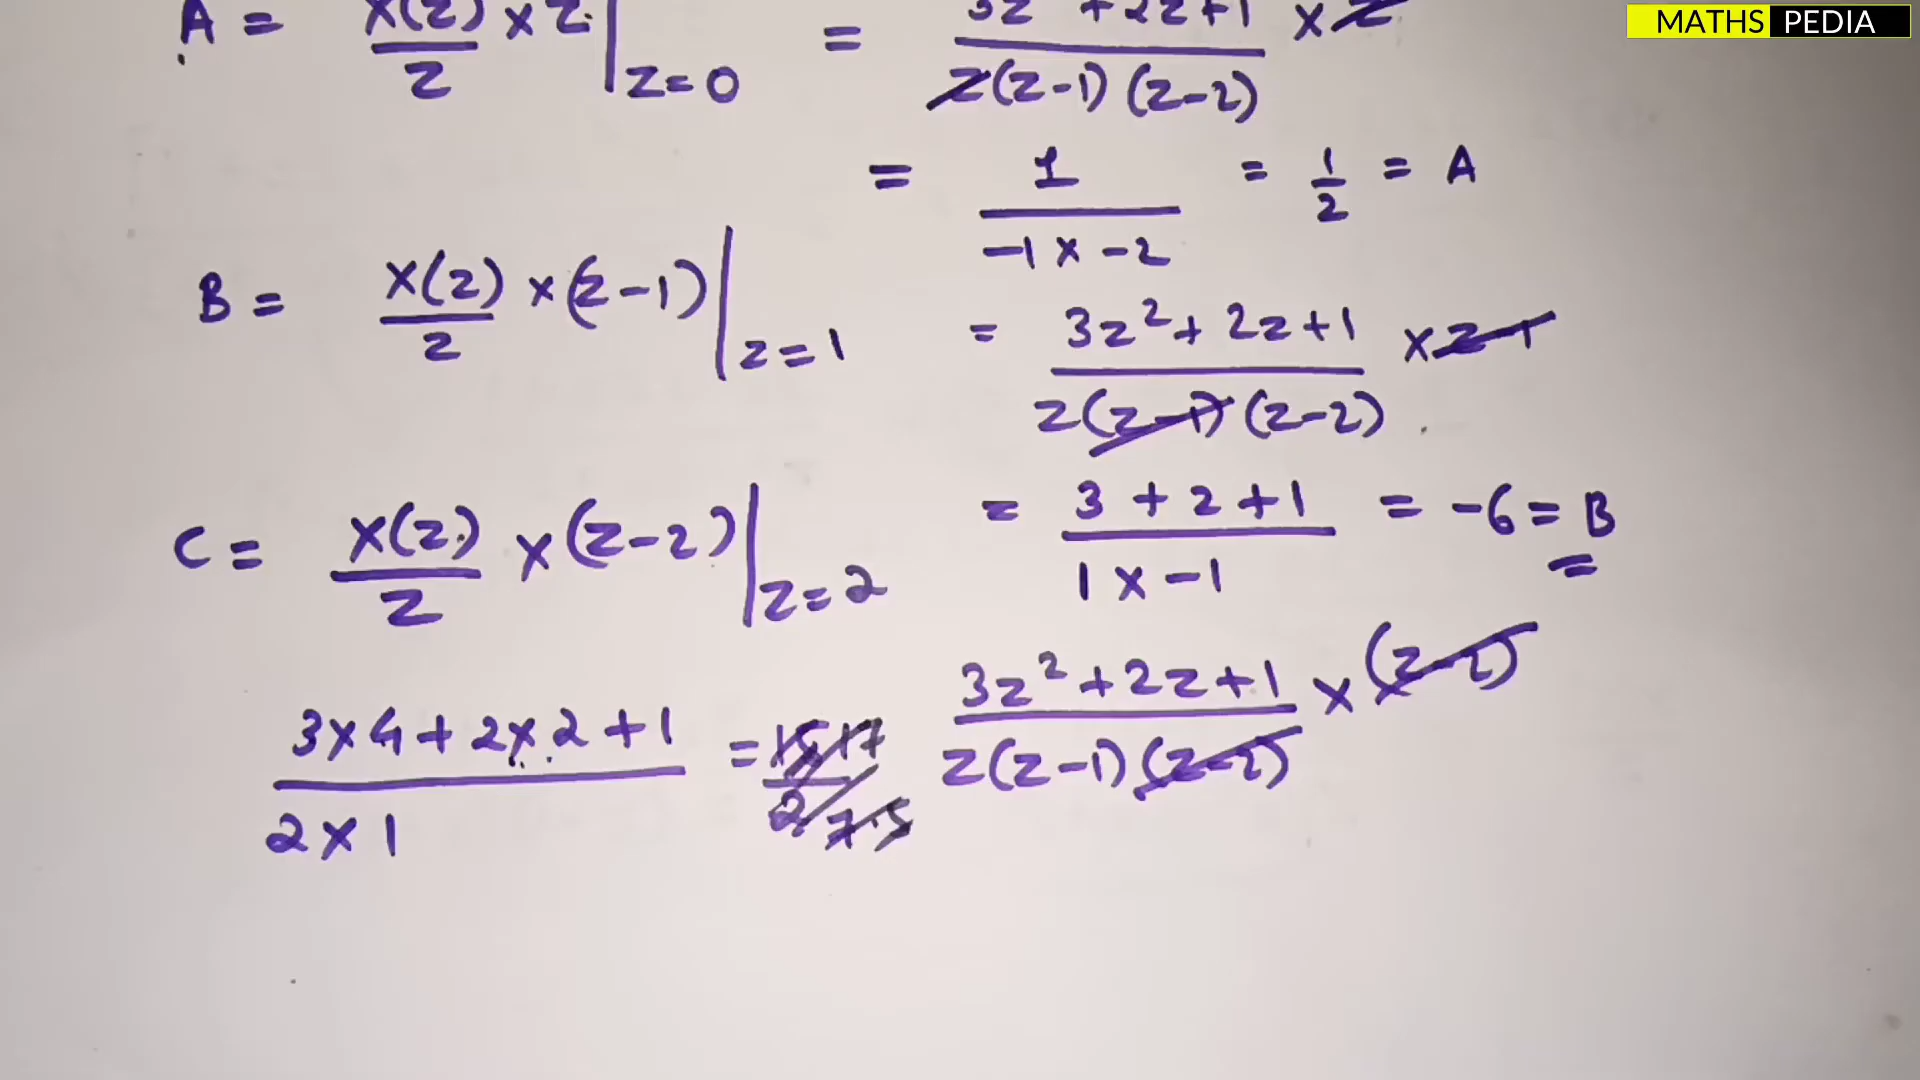 MATHS PEDIA
A = X(z)/z × z |z=0 = 3z² + 2z + 1 / z(z-1)(z-2) × z
= 1 / -1 × -2 = 1/2 = A
B = X(z)/z × (z-1) |z=1 = 3z² + 2z + 1 / z(z-1)(z-2) × z-1
= 3 + 2 + 1 / 1 × -1 = -6 = B
C = X(z)/z × (z-2) |z=2
3z² + 2z + 1 / z(z-1)(z-2) × (z-2)
3×4 + 2×2 + 1 / 2×1 =